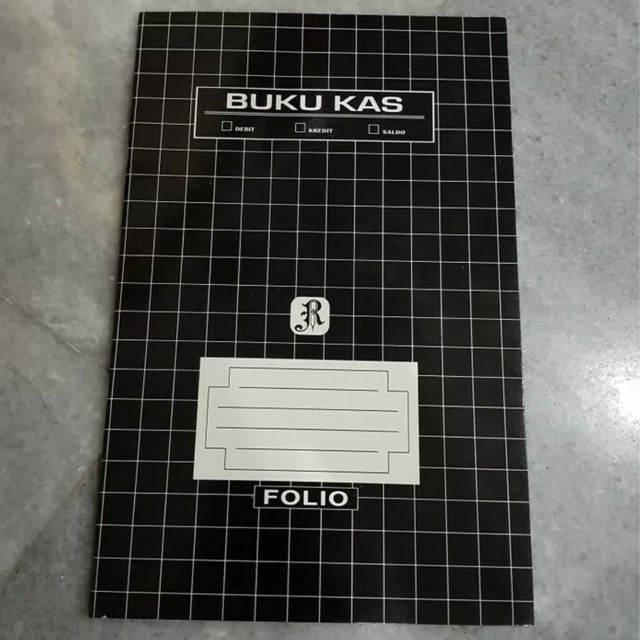 BUKU KAS
DEBIT KREDIT SALDO
R
FOLIO